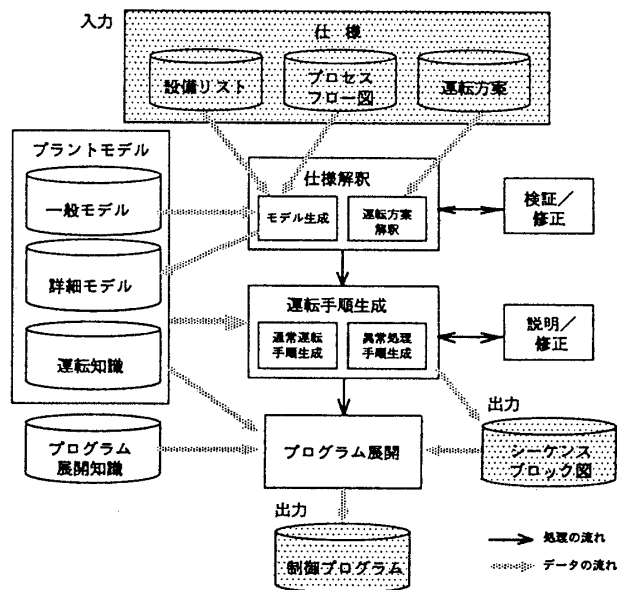 入力
仕様
設備リスト
プロセス
フロー図
運転方案
プラントモデル
一般モデル
詳細モデル
運転知識
仕様解釈
モデル生成
運転方案
解釈
検証／
修正
運転手順生成
通常運転
手順生成
異常処理
手順生成
説明／
修正
プログラム
展開知識
プログラム展開
出力
シーケンス
ブロック図
出力
制御プログラム
処理の流れ
データの流れ